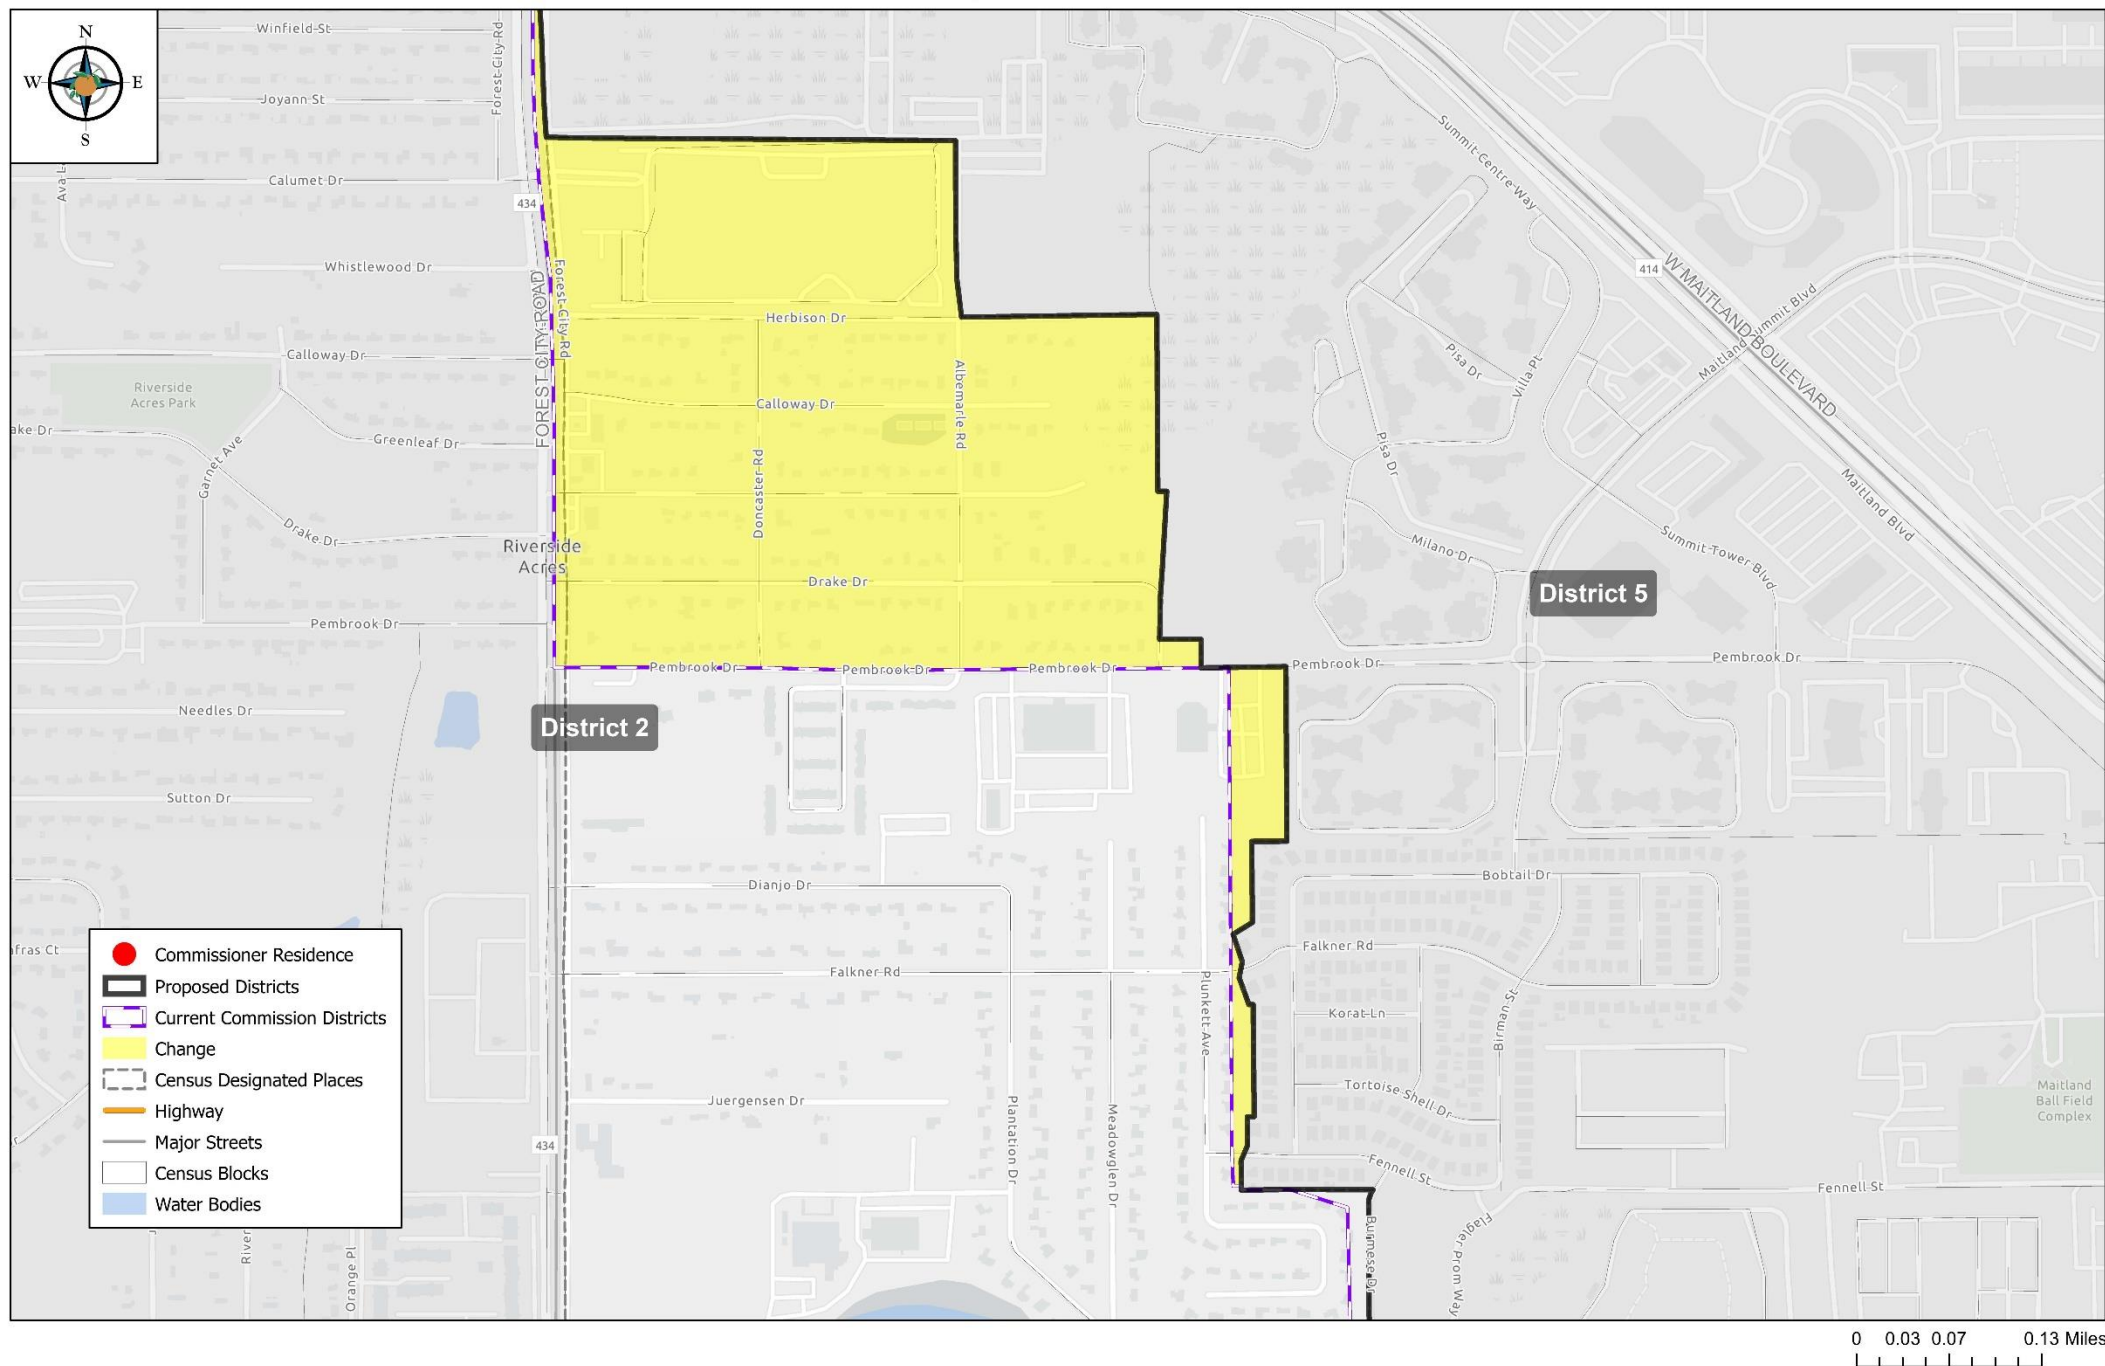 N
W
E
S
Winfield St
Forest City Rd
Joyann St
Ava L
Calumet Dr
434
Whistlewood Dr
FOREST CITY ROAD
Forest City Rd
Herbison Dr
Calloway Dr
Riverside
Acres Park
Albemarle Rd
Calloway Dr
ake Dr
Greenleaf Dr
Garnet Ave
Doncaster Rd
Drake Dr
Riverside
Acres
Drake Dr
Pembrook Dr
Pembrook Dr
Pembrook Dr
Pembrook Dr
Pembrook Dr
Pembrook Dr
Summit Centre Way
414
W MAITLAND BOULEVARD
Maitland Summit Blvd
Pisa Dr
Villa Pt
Pisa Dr
Maitland Blvd
Milano Dr
Summit Tower Blvd
District 5
District 2
Needles Dr
Sutton Dr
Dianjo Dr
Bobtail Dr
afras Ct
Falkner Rd
Falkner Rd
Plunkett Ave
Korat Ln
Birman St
Tortoise Shell Dr
Juergensen Dr
Plantation Dr
Meadowglen Dr
434
Fennell St
Fennell St
Maitland
Ball Field
Complex
Burmese Dr
Flagler Prom Way
River
Orange Pl
r
Commissioner Residence
Proposed Districts
Current Commission Districts
Change
Census Designated Places
Highway
Major Streets
Census Blocks
Water Bodies
0 0.03 0.07 0.13 Miles